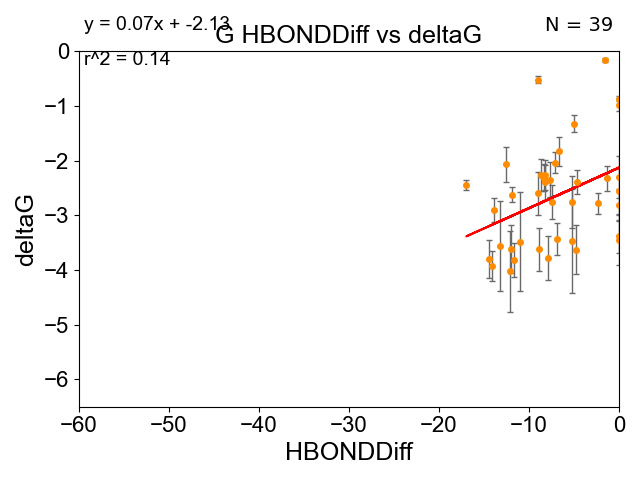 y = 0.07x + -2.13
N = 39
G HBONDDiff vs deltaG
r^2 = 0.14
0
−1
−2
−3
−4
−5
−6
deltaG
−60 −50 −40 −30 −20 −10 0
HBONDDiff